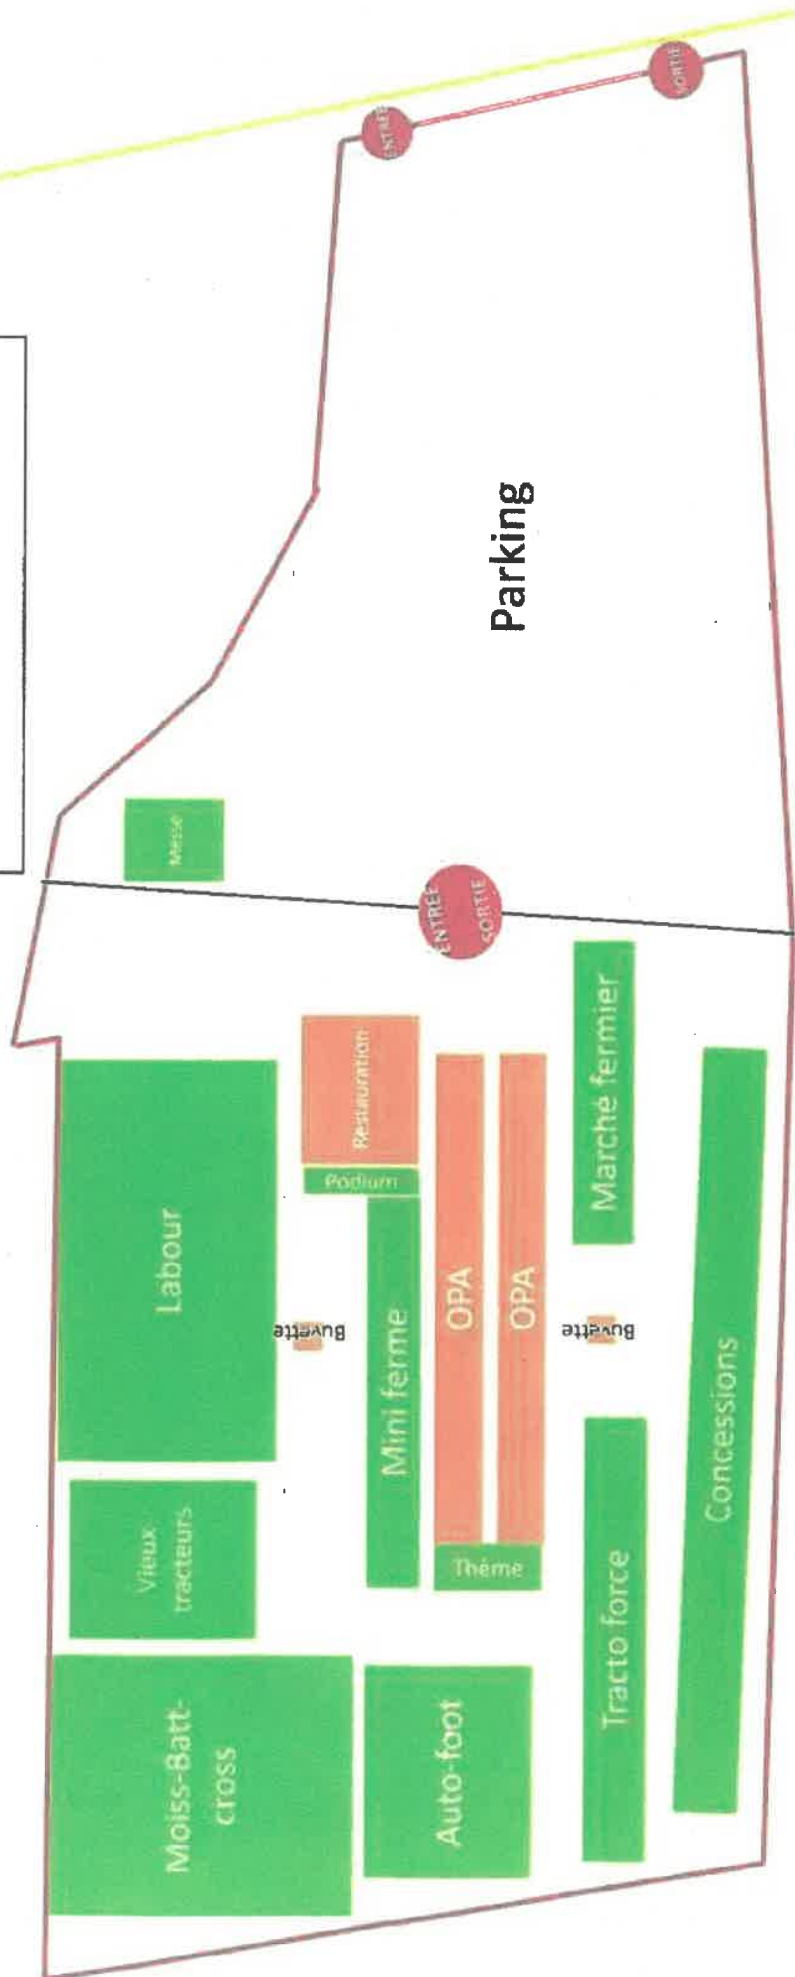 Moiss-Batt-
cross
Vieux
tracteurs
Labour
Messe
Buvette
Podium
Restauration
Mini ferme
Auto-foot
Thème
OPA
OPA
ENTRÉE
SORTIE
Parking
ENTRÉE
SORTIE
Buvette
Tracto force
Marché fermier
Concessions